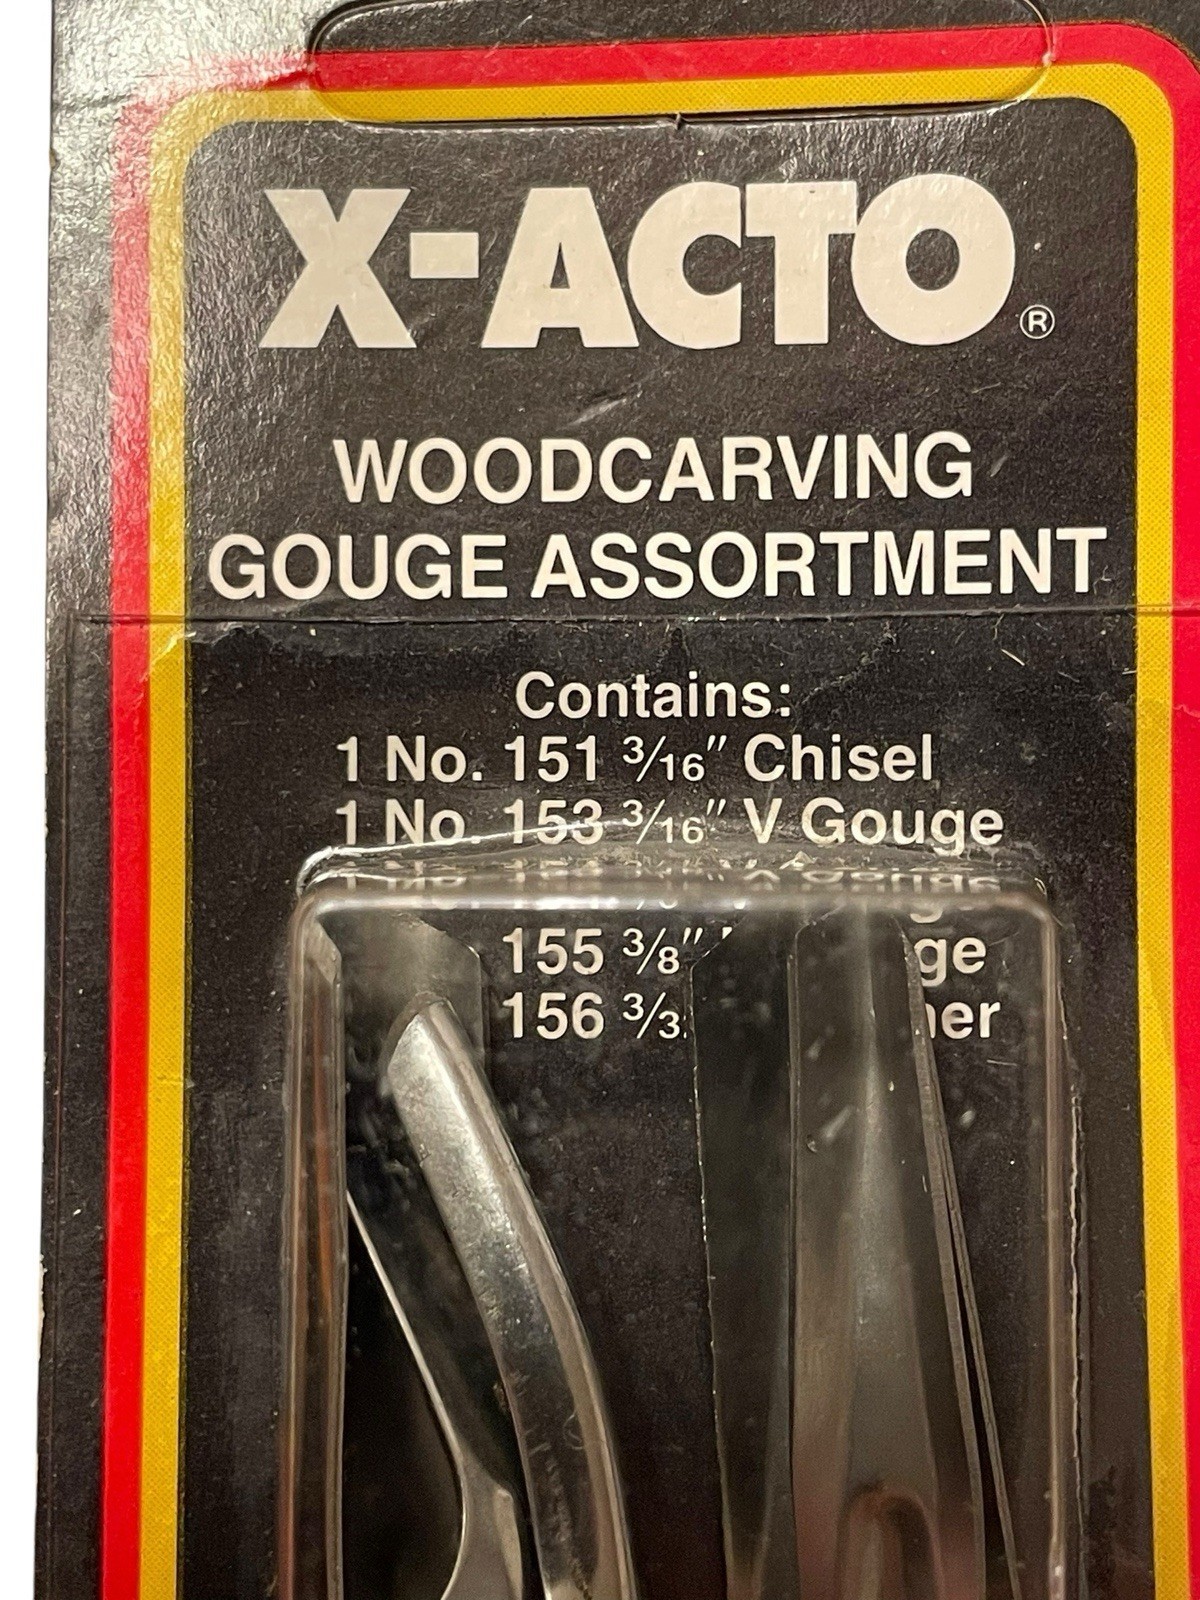 X-ACTO®
WOODCARVING
GOUGE ASSORTMENT
Contains:
1 No. 151 3/16" Chisel
1 No. 153 3/16" V Gouge
155 3/8"
156